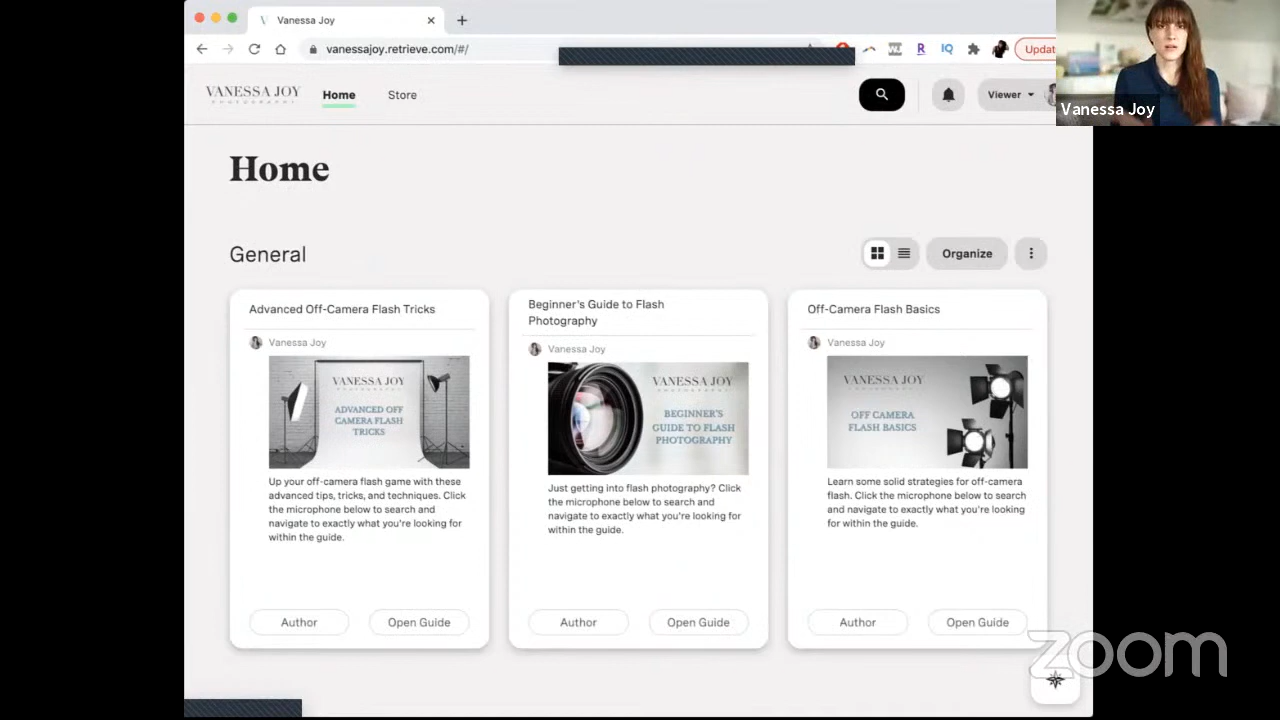 Vanessa Joy
vanessajoy.retrieve.com/#/
R
IQ
Updat
VANESSA JOY
PHOTOGRAPHY
Home
Store
Viewer
Vanessa Joy
Home
General
Organize
Advanced Off-Camera Flash Tricks
Vanessa Joy
VANESSA JOY
PHOTOGRAPHY
ADVANCED OFF
CAMERA FLASH
TRICKS
Up your off-camera flash game with these
advanced tips, tricks, and techniques. Click
the microphone below to search and
navigate to exactly what you're looking for
within the guide.
Author
Open Guide
Beginner's Guide to Flash
Photography
Vanessa Joy
VANESSA JOY
PHOTOGRAPHY
BEGINNER'S
GUIDE TO FLASH
PHOTOGRAPHY
Just getting into flash photography? Click
the microphone below to search and
navigate to exactly what you're looking for
within the guide.
Author
Open Guide
Off-Camera Flash Basics
Vanessa Joy
VANESSA JOY
PHOTOGRAPHY
OFF CAMERA
FLASH BASICS
Learn some solid strategies for off-camera
flash. Click the microphone below to search
and navigate to exactly what you're looking
for within the guide.
Author
Open Guide
zoom